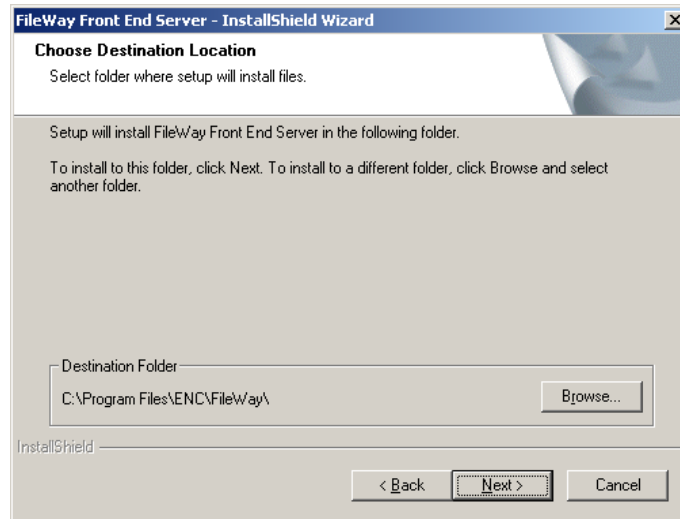 FileWay Front End Server - InstallShield Wizard
Choose Destination Location
Select folder where setup will install files.
Setup will install FileWay Front End Server in the following folder.
To install to this folder, click Next. To install to a different folder, click Browse and select
another folder.
Destination Folder
C:\Program Files\ENC\FileWay\
Browse...
InstallShield
< Back
Next >
Cancel